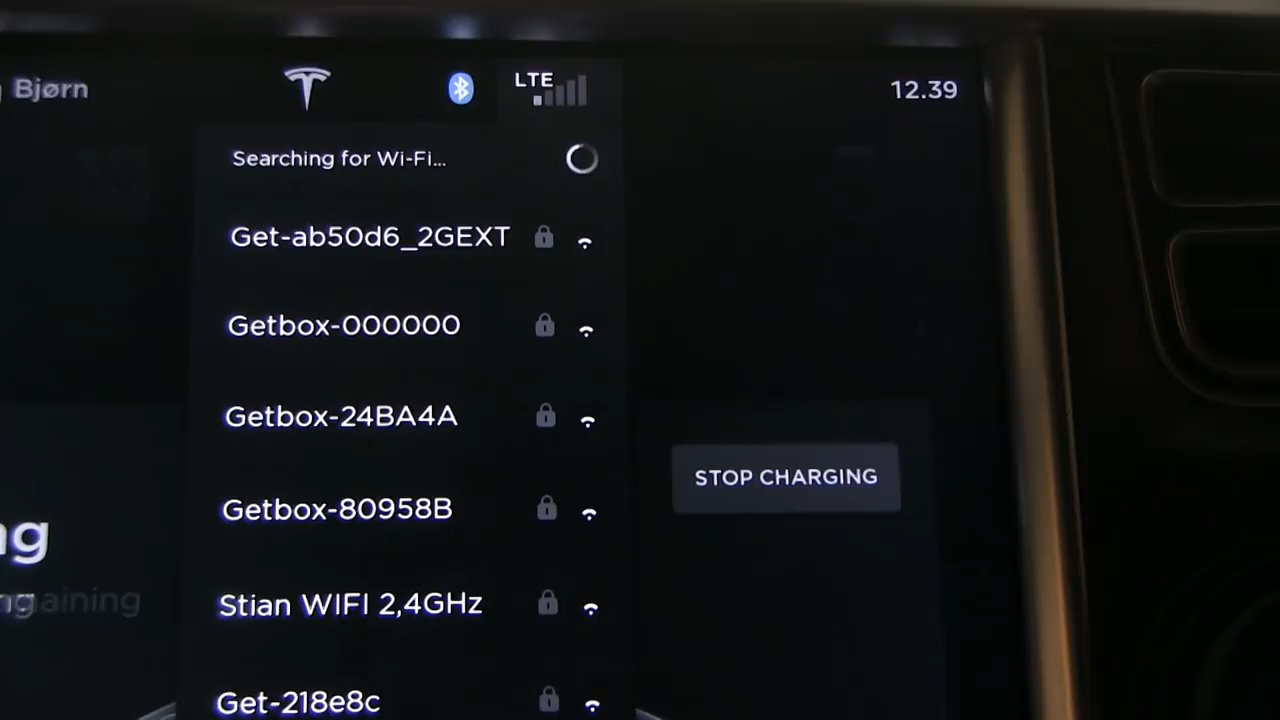 Bjørn
LTE
12.39
Searching for Wi-Fi...
Get-ab50d6_2GEXT
Getbox-000000
Getbox-24BA4A
Getbox-80958B
STOP CHARGING
Stian WIFI 2,4GHz
Get-218e8c